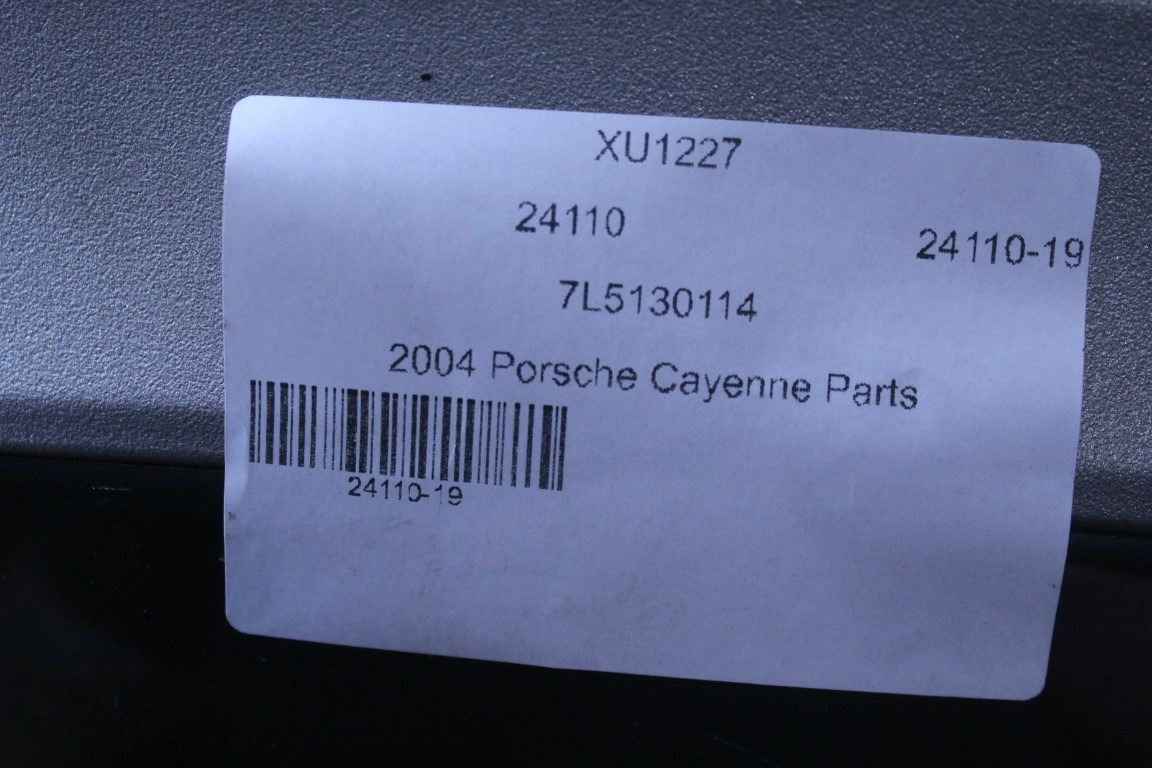 XU1227
24110
24110-19
7L5130114
2004 Porsche Cayenne Parts
24110-19